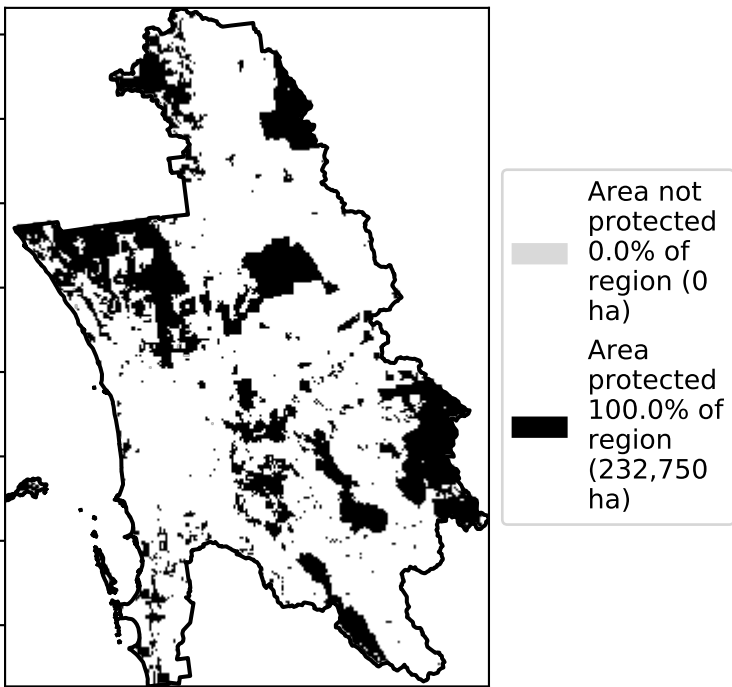 Area not
protected
0.0% of
region (0
ha)
Area
protected
100.0% of
region
(232,750
ha)